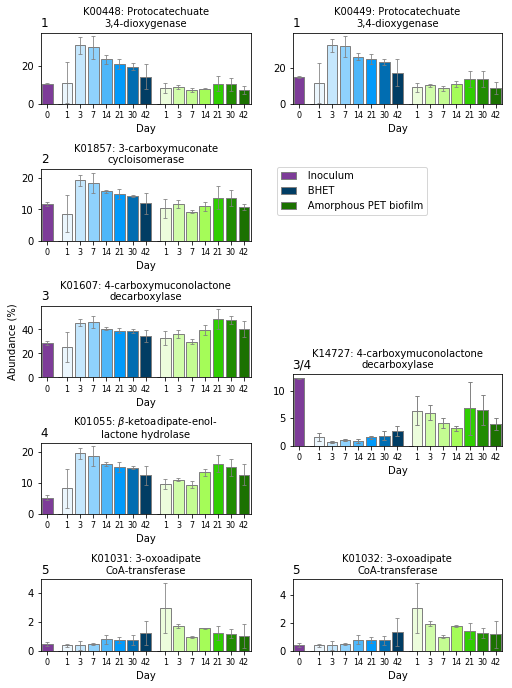 K00448: Protocatechuate
3,4-dioxygenase
1
20
0
0 1 3 7 14 21 30 42 1 3 7 14 21 30 42
Day
K00449: Protocatechuate
3,4-dioxygenase
1
20
0
0 1 3 7 14 21 30 42 1 3 7 14 21 30 42
Day
K01857: 3-carboxymuconate
cycloisomerase
2
20
10
0
0 1 3 7 14 21 30 42 1 3 7 14 21 30 42
Day
Inoculum
BHET
Amorphous PET biofilm
K01607: 4-carboxymuconolactone
decarboxylase
3
40
20
0
0 1 3 7 14 21 30 42 1 3 7 14 21 30 42
Day
Abundance (%)
K14727: 4-carboxymuconolactone
decarboxylase
3/4
10
5
0
0 1 3 7 14 21 30 42 1 3 7 14 21 30 42
Day
K01055: β-ketoadipate-enol-
lactone hydrolase
4
20
10
0
0 1 3 7 14 21 30 42 1 3 7 14 21 30 42
Day
K01031: 3-oxoadipate
CoA-transferase
5
4
2
0
0 1 3 7 14 21 30 42 1 3 7 14 21 30 42
Day
K01032: 3-oxoadipate
CoA-transferase
5
4
2
0
0 1 3 7 14 21 30 42 1 3 7 14 21 30 42
Day